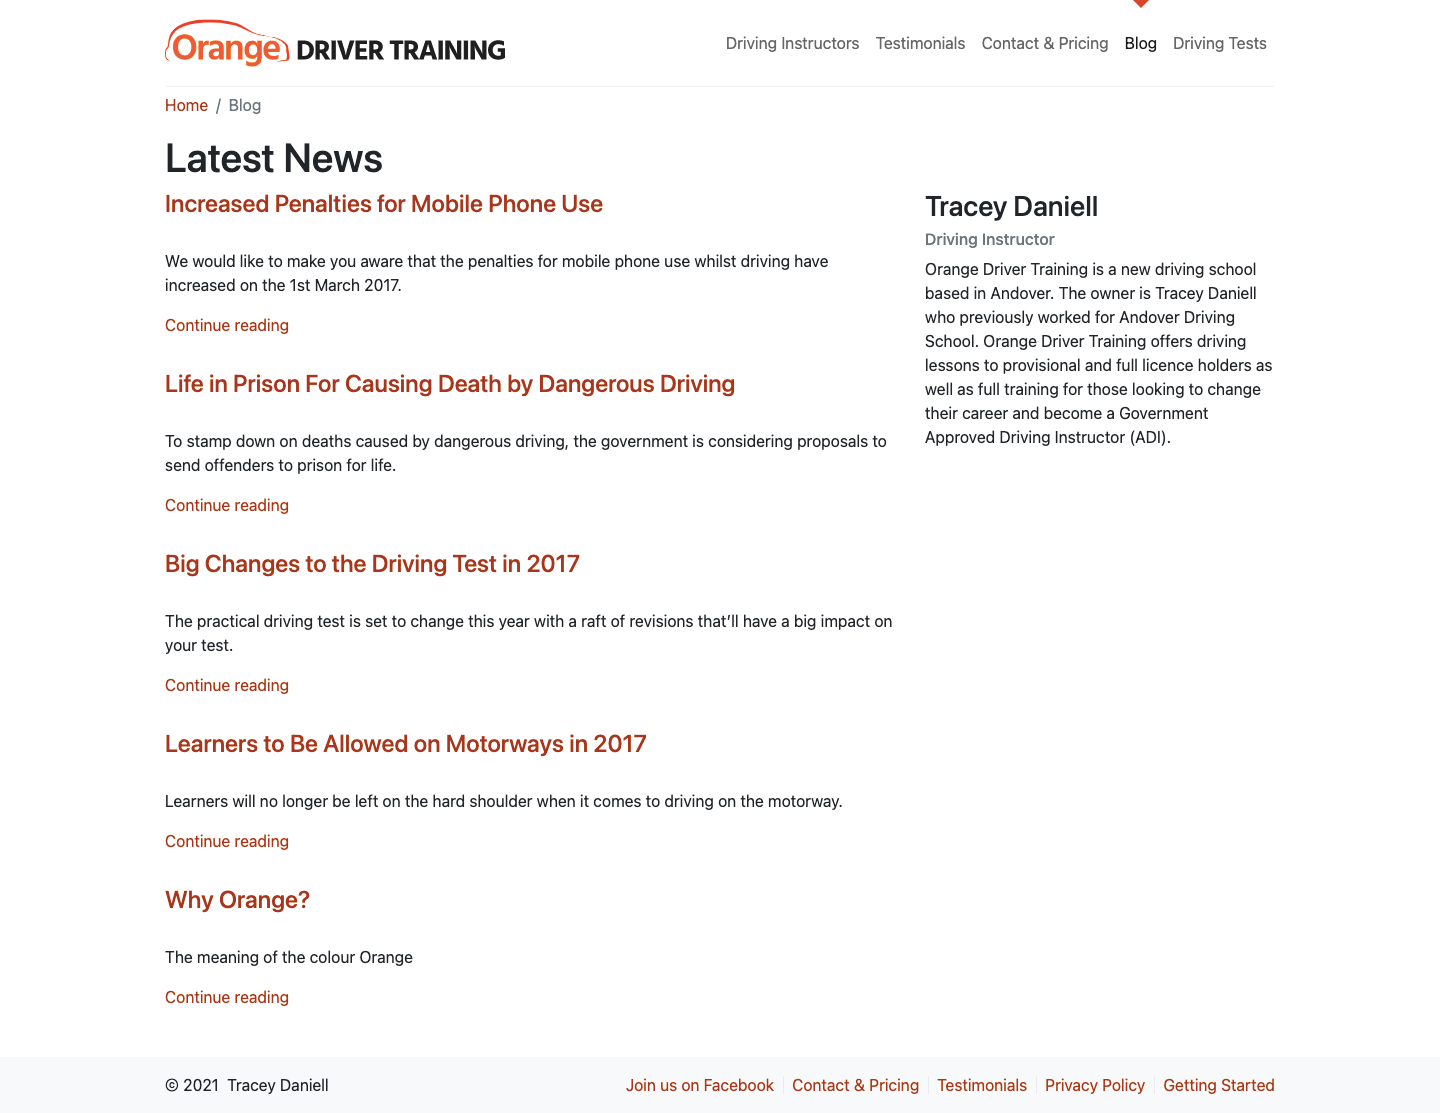 Orange DRIVER TRAINING
Driving Instructors Testimonials Contact & Pricing Blog Driving Tests
Home / Blog
Latest News
Increased Penalties for Mobile Phone Use
We would like to make you aware that the penalties for mobile phone use whilst driving have
increased on the 1st March 2017.
Continue reading
Life in Prison For Causing Death by Dangerous Driving
To stamp down on deaths caused by dangerous driving, the government is considering proposals to
send offenders to prison for life.
Continue reading
Big Changes to the Driving Test in 2017
The practical driving test is set to change this year with a raft of revisions that’ll have a big impact on
your test.
Continue reading
Learners to Be Allowed on Motorways in 2017
Learners will no longer be left on the hard shoulder when it comes to driving on the motorway.
Continue reading
Why Orange?
The meaning of the colour Orange
Continue reading
Tracey Daniell
Driving Instructor
Orange Driver Training is a new driving school
based in Andover. The owner is Tracey Daniell
who previously worked for Andover Driving
School. Orange Driver Training offers driving
lessons to provisional and full licence holders as
well as full training for those looking to change
their career and become a Government
Approved Driving Instructor (ADI).
© 2021 Tracey Daniell
Join us on Facebook Contact & Pricing Testimonials Privacy Policy Getting Started